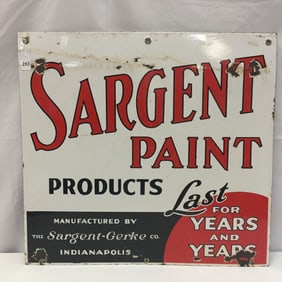 SARGENT
PAINT
PRODUCTS
Last
FOR
YEARS
AND
YEARS
MANUFACTURED BY
THE Sargent-Gerke CO.
INDIANAPOLIS